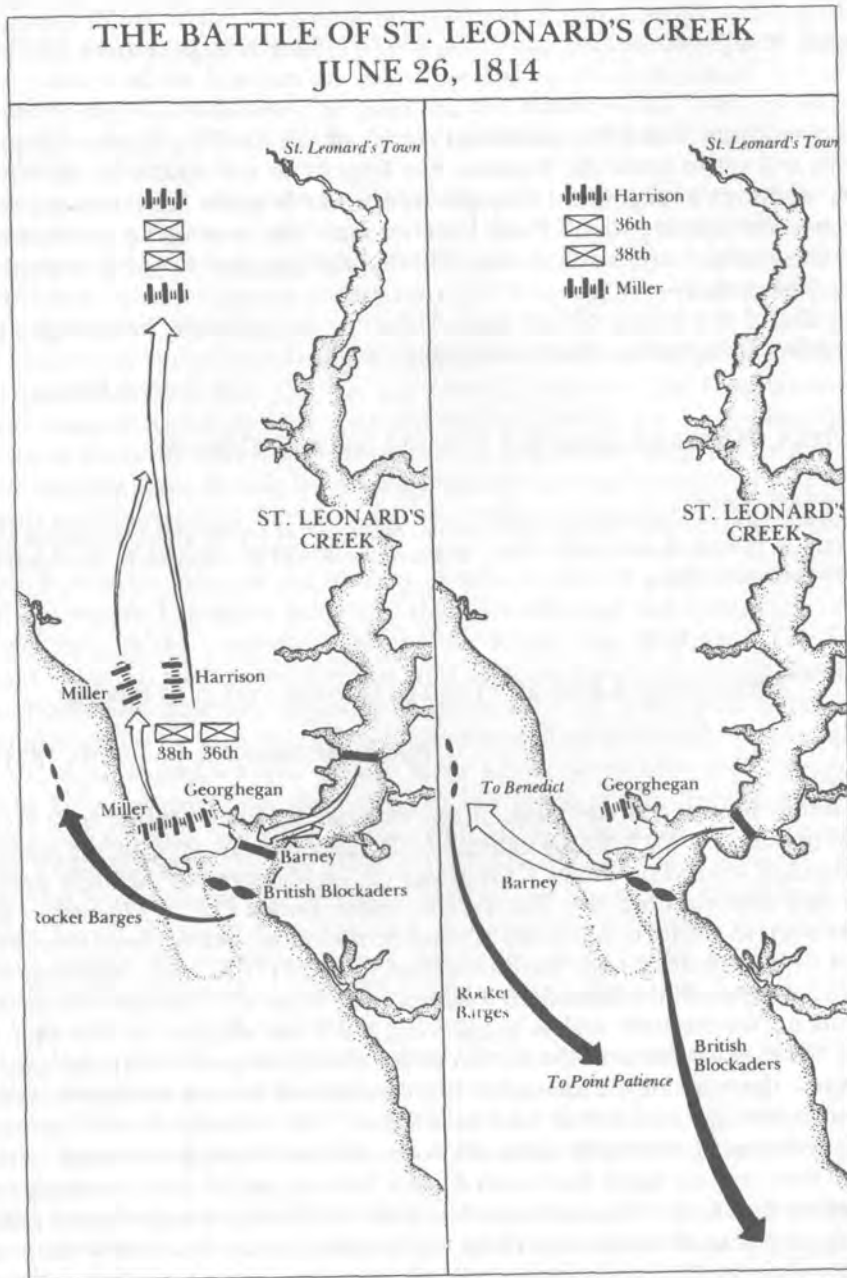 THE BATTLE OF ST. LEONARD'S CREEK
JUNE 26, 1814
St. Leonard's Town
ST. LEONARD'S
CREEK
Miller
Harrison
38th 36th
Georghegan
Miller
Barney
British Blockaders
Rocket Barges
St. Leonard's Town
Harrison
36th
38th
Miller
ST. LEONARD'S
CREEK
To Benedict
Georghegan
Barney
Rocket
Barges
British
Blockaders
To Point Patience